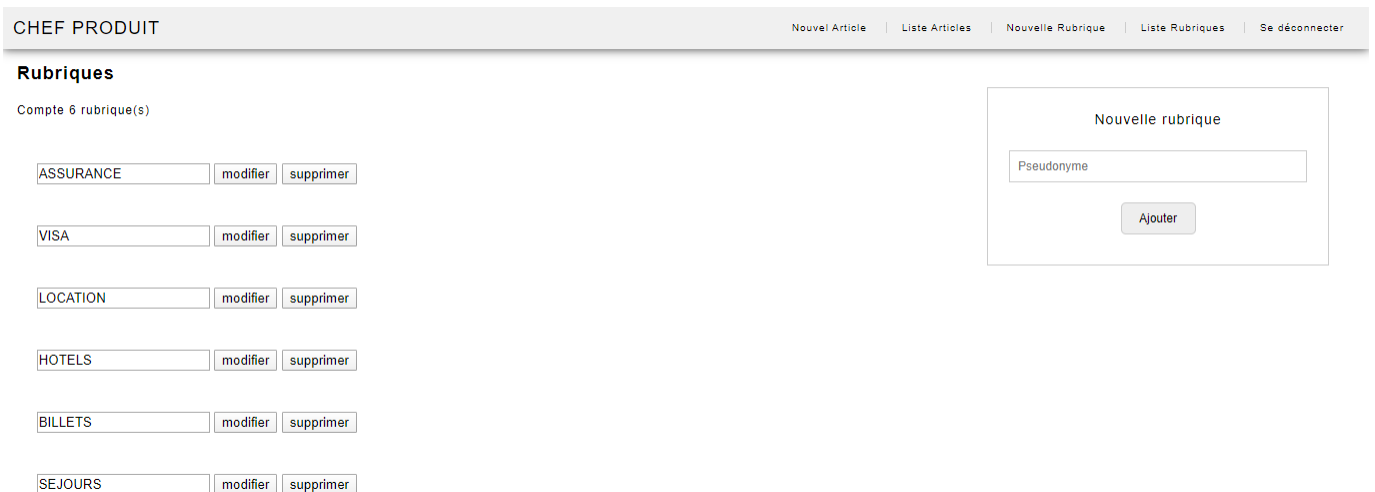 CHEF PRODUIT
Nouvel Article Liste Articles Nouvelle Rubrique Liste Rubriques Se déconnecter
Rubriques
Compte 6 rubrique(s)
ASSURANCE modifier supprimer
VISA modifier supprimer
LOCATION modifier supprimer
HOTELS modifier supprimer
BILLETS modifier supprimer
SEJOURS modifier supprimer
Nouvelle rubrique
Pseudonyme
Ajouter